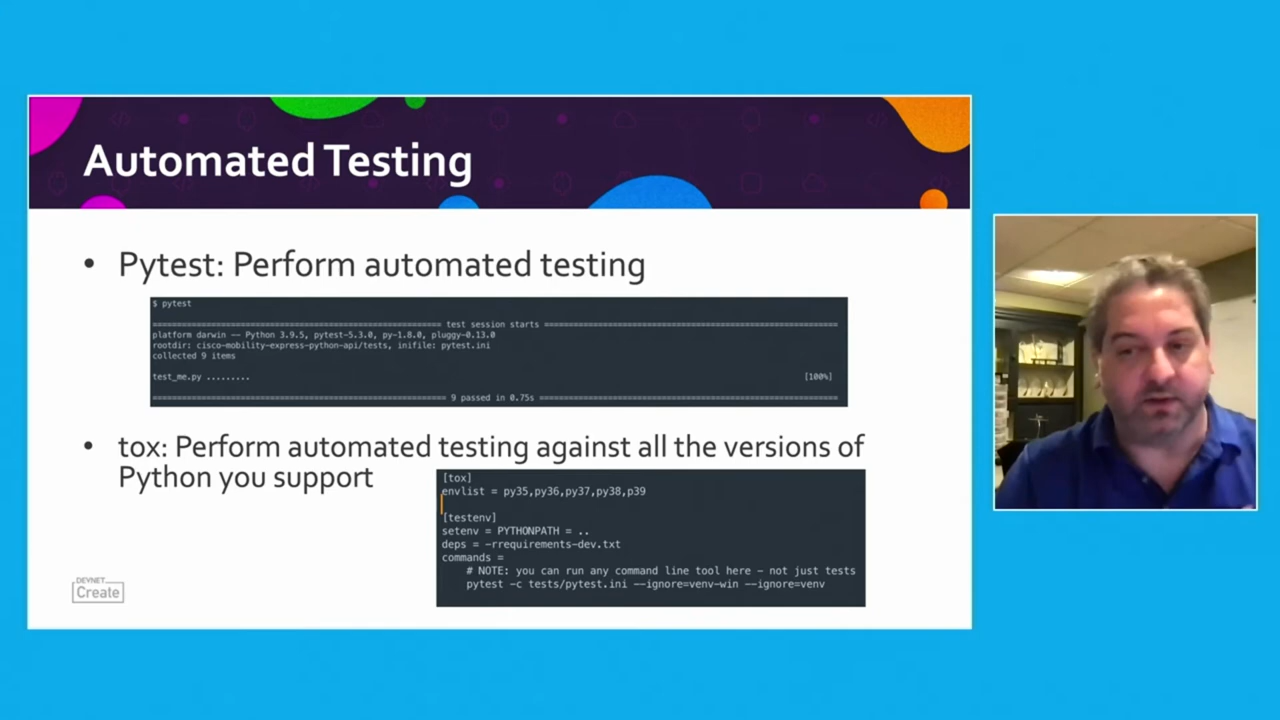 Automated Testing
• Pytest: Perform automated testing
$ pytest
test session starts
platform darwin -- Python 3.9.5, pytest-5.3.0, py-1.8.0, pluggy-0.13.0
rootdir: cisco-mobility-express-python-api/tests, inifile: pytest.ini
collected 9 items
test_me.py ......... [100%]
9 passed in 0.75s
• tox: Perform automated testing against all the versions of
Python you support
[tox]
envlist = py35,py36,py37,py38,p39
[testenv]
setenv = PYTHONPATH = ..
deps = -rrequirements-dev.txt
commands =
# NOTE: you can run any command line tool here - not just tests
pytest -c tests/pytest.ini --ignore=venv-win --ignore=venv
DEVNET
Create